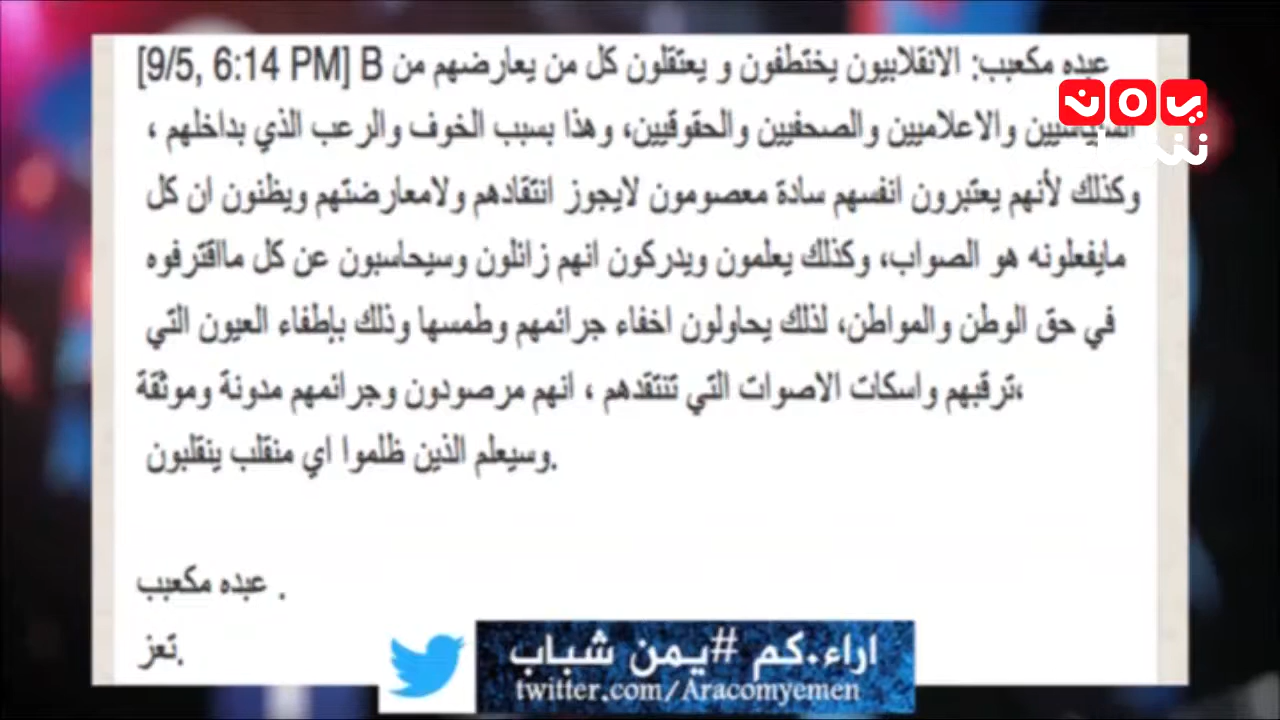 [9/5, 6:14 PM] B عبده مكعبب: الانقلابيون يختطفون و يعتقلون كل من يعارضهم من
السياسيين والاعلاميين والصحفيين والحقوقيين، وهذا بسبب الخوف والرعب الذي بداخلهم ،
وكذلك لأنهم يعتبرون انفسهم سادة معصومون لايجوز انتقادهم ولامعارضتهم ويظنون ان كل
مايفعلونه هو الصواب، وكذلك يعلمون ويدركون انهم زائلون وسيحاسبون عن كل مااقترفوه
في حق الوطن والمواطن، لذلك يحاولون اخفاء جرائمهم وطمسها وذلك بإطفاء العيون التي
ترقبهم واسكات الاصوات التي تنتقدهم ، انهم مرصودون وجرائمهم مدونة وموثقة،
وسيعلم الذين ظلموا اي منقلب ينقلبون.
عبده مكعبب .
تعز.
يمن
شباب
اراء.كم #يمن شباب
twitter.com/Aracomyemen